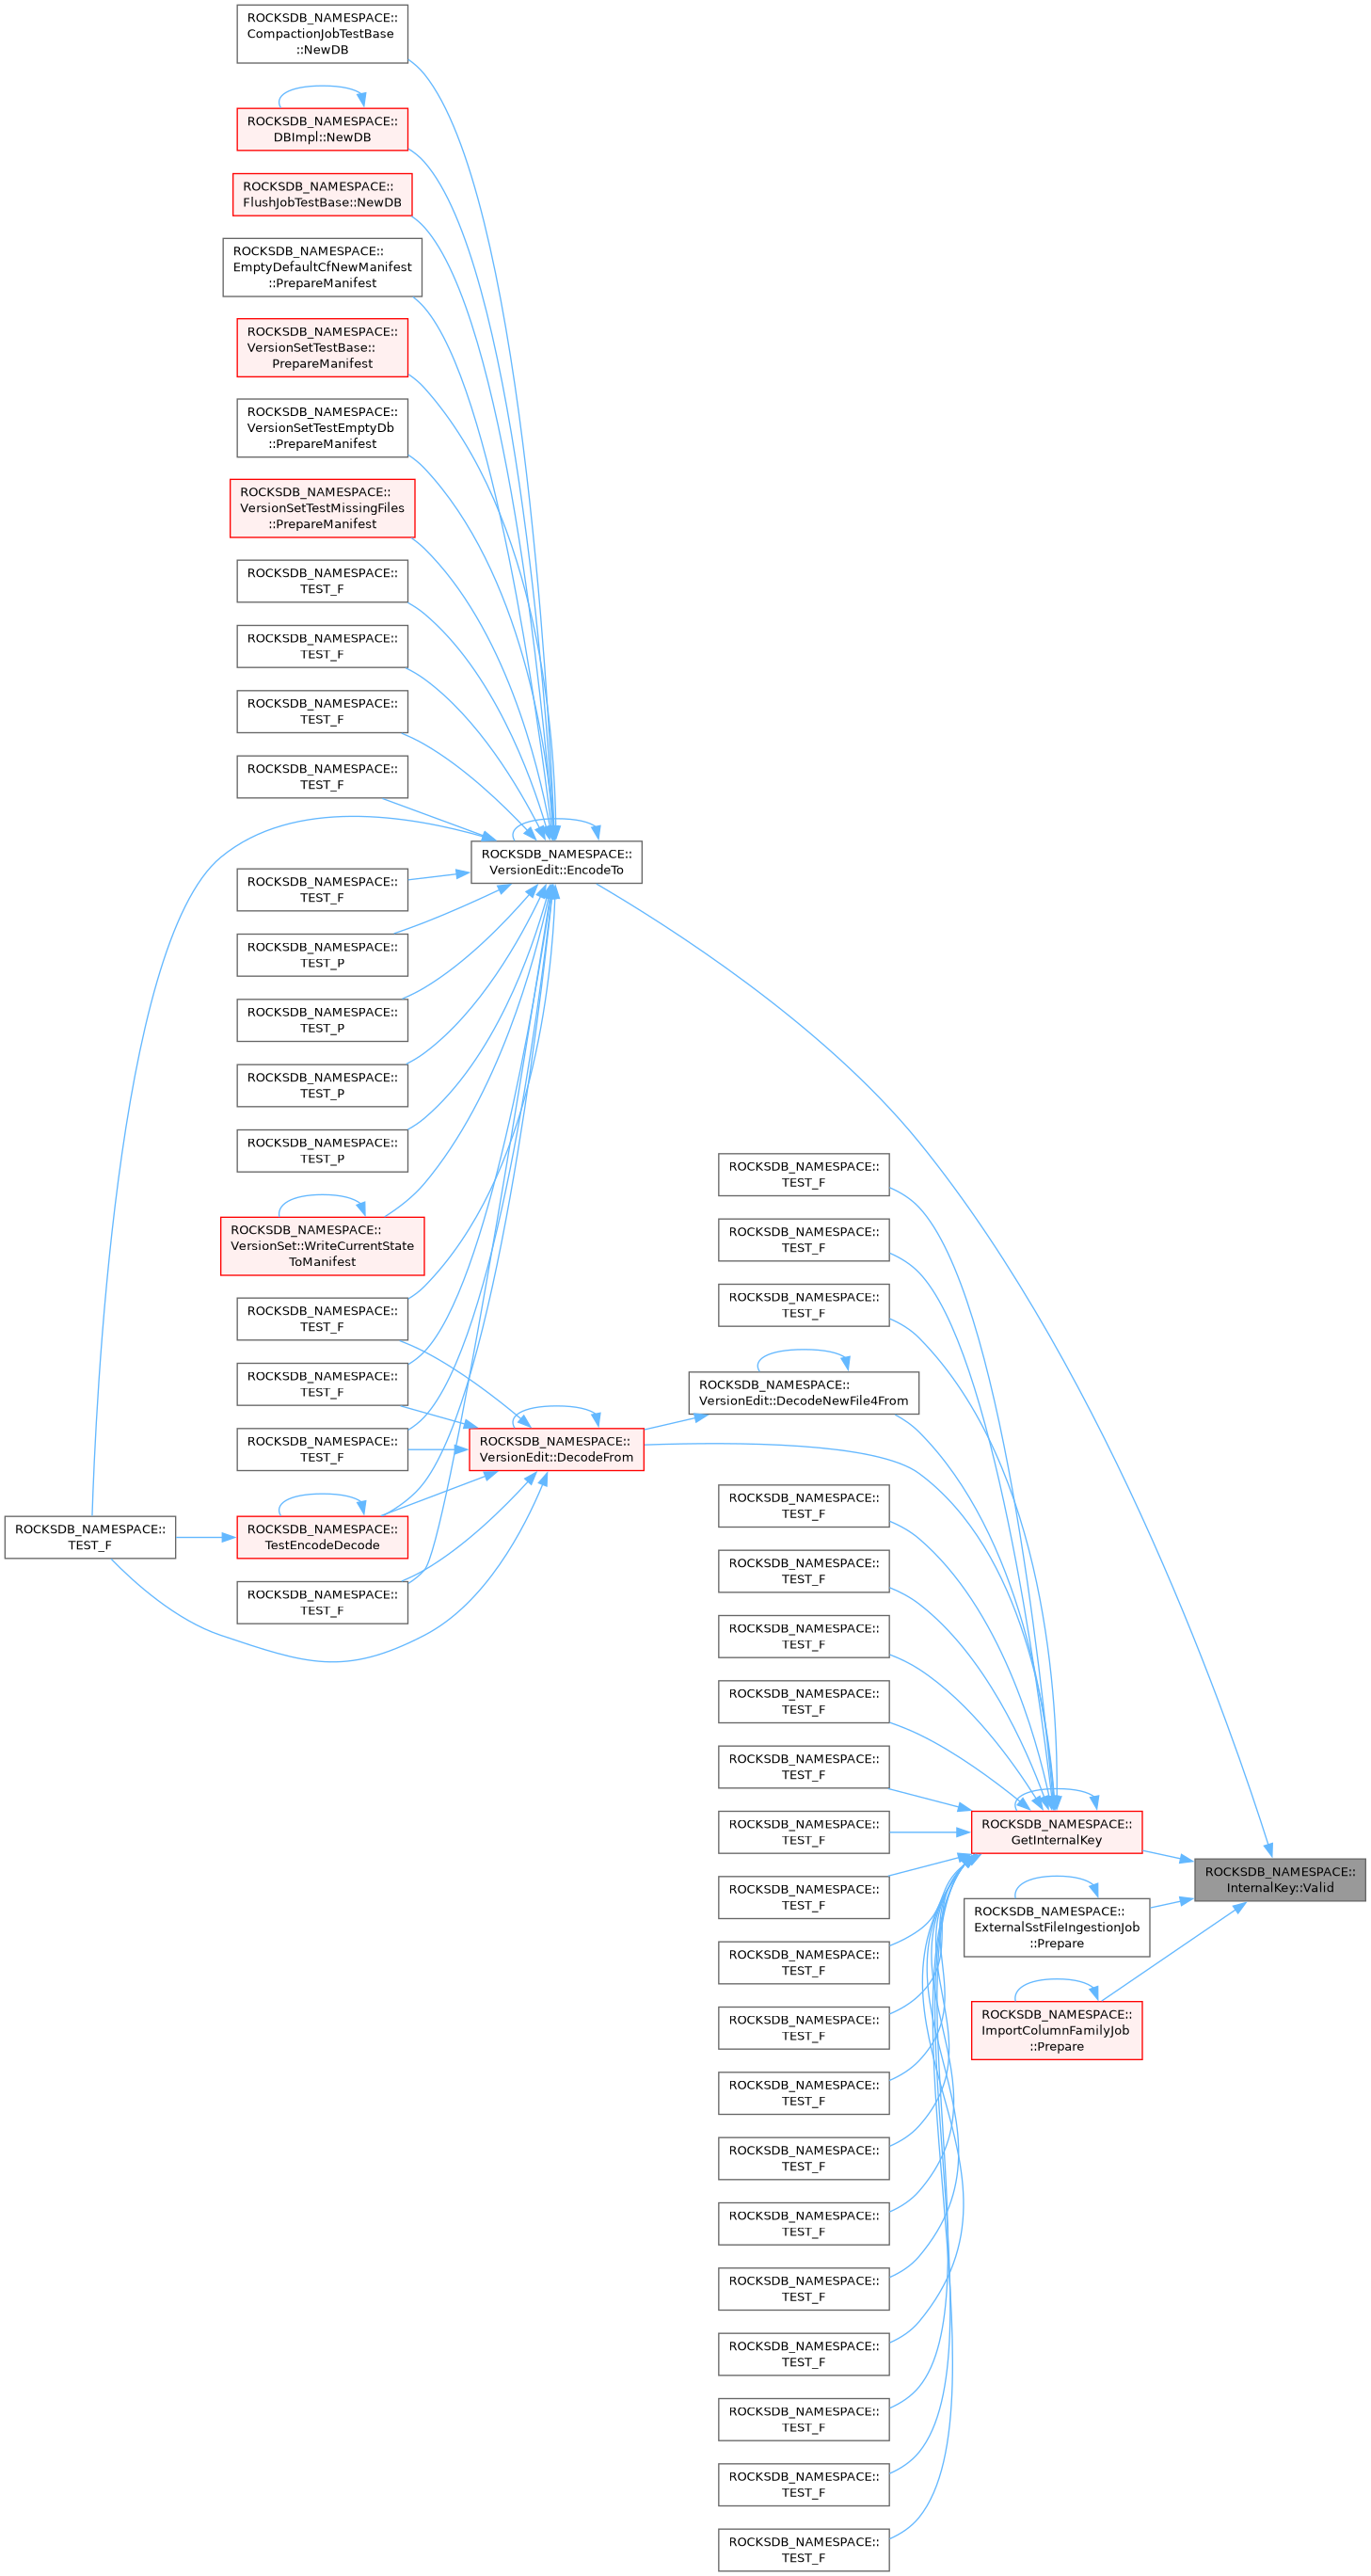 ROCKSDB_NAMESPACE::
CompactionJobTestBase
::NewDB
ROCKSDB_NAMESPACE::
DBImpl::NewDB
ROCKSDB_NAMESPACE::
FlushJobTestBase::NewDB
ROCKSDB_NAMESPACE::
EmptyDefaultCfNewManifest
::PrepareManifest
ROCKSDB_NAMESPACE::
VersionSetTestBase::
PrepareManifest
ROCKSDB_NAMESPACE::
VersionSetTestEmptyDb
::PrepareManifest
ROCKSDB_NAMESPACE::
VersionSetTestMissingFiles
::PrepareManifest
ROCKSDB_NAMESPACE::
TEST_F
ROCKSDB_NAMESPACE::
TEST_F
ROCKSDB_NAMESPACE::
TEST_F
ROCKSDB_NAMESPACE::
TEST_F
ROCKSDB_NAMESPACE::
VersionEdit::EncodeTo
ROCKSDB_NAMESPACE::
TEST_F
ROCKSDB_NAMESPACE::
TEST_P
ROCKSDB_NAMESPACE::
TEST_P
ROCKSDB_NAMESPACE::
TEST_P
ROCKSDB_NAMESPACE::
TEST_P
ROCKSDB_NAMESPACE::
VersionSet::WriteCurrentState
ToManifest
ROCKSDB_NAMESPACE::
TEST_F
ROCKSDB_NAMESPACE::
TEST_F
ROCKSDB_NAMESPACE::
TEST_F
ROCKSDB_NAMESPACE::
VersionEdit::DecodeFrom
ROCKSDB_NAMESPACE::
TEST_F
ROCKSDB_NAMESPACE::
TestEncodeDecode
ROCKSDB_NAMESPACE::
TEST_F
ROCKSDB_NAMESPACE::
TEST_F
ROCKSDB_NAMESPACE::
TEST_F
ROCKSDB_NAMESPACE::
TEST_F
ROCKSDB_NAMESPACE::
VersionEdit::DecodeNewFile4From
ROCKSDB_NAMESPACE::
TEST_F
ROCKSDB_NAMESPACE::
TEST_F
ROCKSDB_NAMESPACE::
TEST_F
ROCKSDB_NAMESPACE::
TEST_F
ROCKSDB_NAMESPACE::
TEST_F
ROCKSDB_NAMESPACE::
TEST_F
ROCKSDB_NAMESPACE::
GetInternalKey
ROCKSDB_NAMESPACE::
InternalKey::Valid
ROCKSDB_NAMESPACE::
TEST_F
ROCKSDB_NAMESPACE::
ExternalSstFileIngestionJob
::Prepare
ROCKSDB_NAMESPACE::
TEST_F
ROCKSDB_NAMESPACE::
ImportColumnFamilyJob
::Prepare
ROCKSDB_NAMESPACE::
TEST_F
ROCKSDB_NAMESPACE::
TEST_F
ROCKSDB_NAMESPACE::
TEST_F
ROCKSDB_NAMESPACE::
TEST_F
ROCKSDB_NAMESPACE::
TEST_F
ROCKSDB_NAMESPACE::
TEST_F
ROCKSDB_NAMESPACE::
TEST_F
ROCKSDB_NAMESPACE::
TEST_F
ROCKSDB_NAMESPACE::
TEST_F